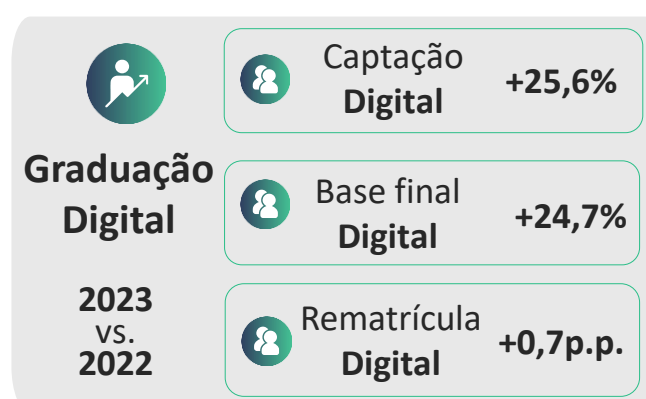 Graduação
Digital
2023
vs.
2022
Captação
Digital
+25,6%
Base final
Digital
+24,7%
Rematrícula
Digital
+0,7p.p.